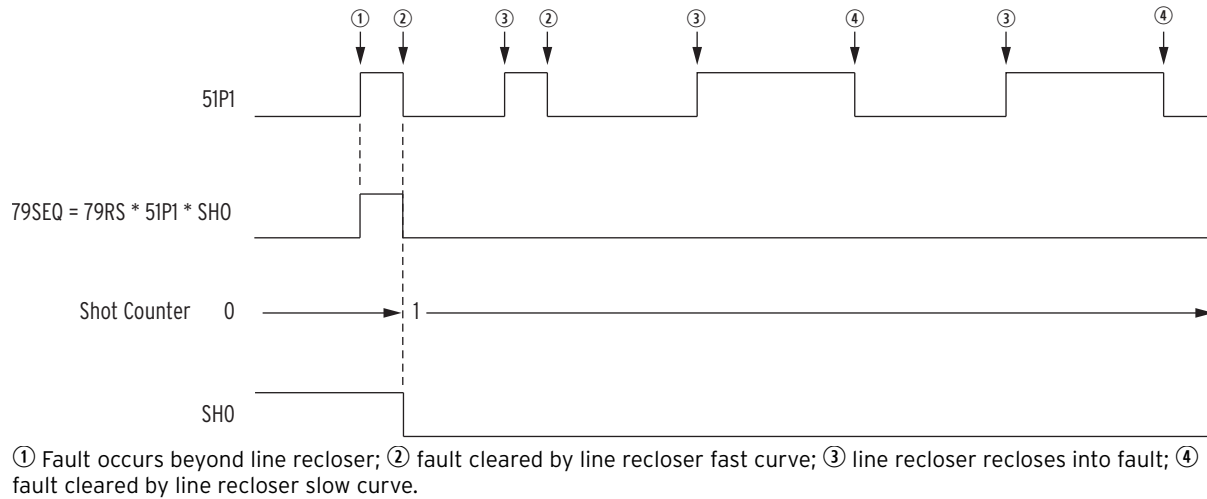 ① ② ③ ② ③ ④ ③ ④
51P1
79SEQ = 79RS * 51P1 * SH0
Shot Counter 0 1
SH0
① Fault occurs beyond line recloser; ② fault cleared by line recloser fast curve; ③ line recloser recloses into fault; ④
fault cleared by line recloser slow curve.